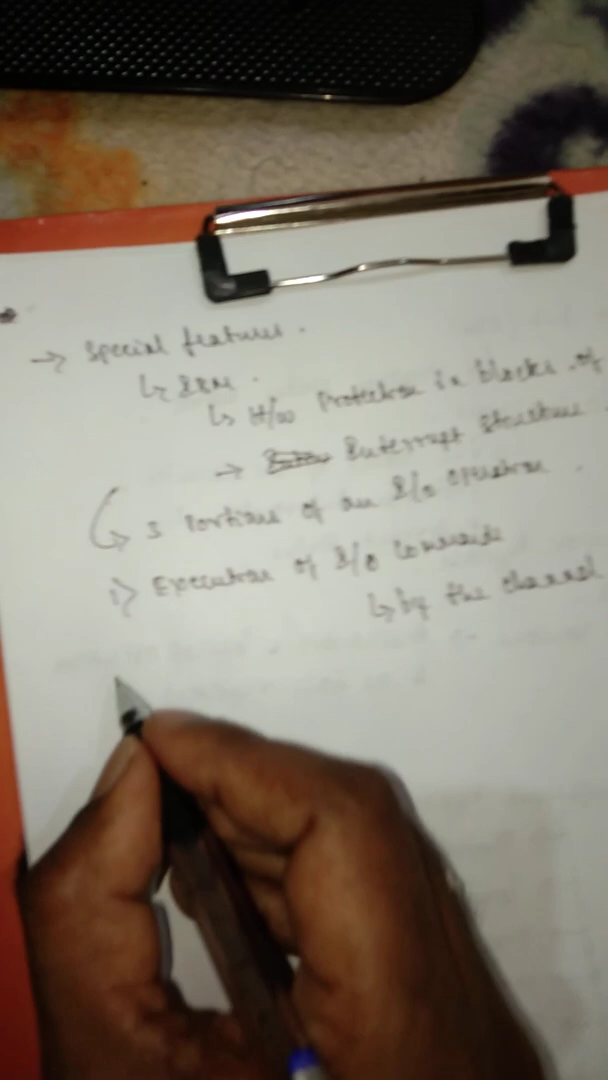 → Special features.
↳ IBM.
↳ H/W Protection in blocks of
→ Interrupt Structure.
↳ 3 Portions of an I/O Operation.
1) Execution of I/O Commands
↳ by the channel